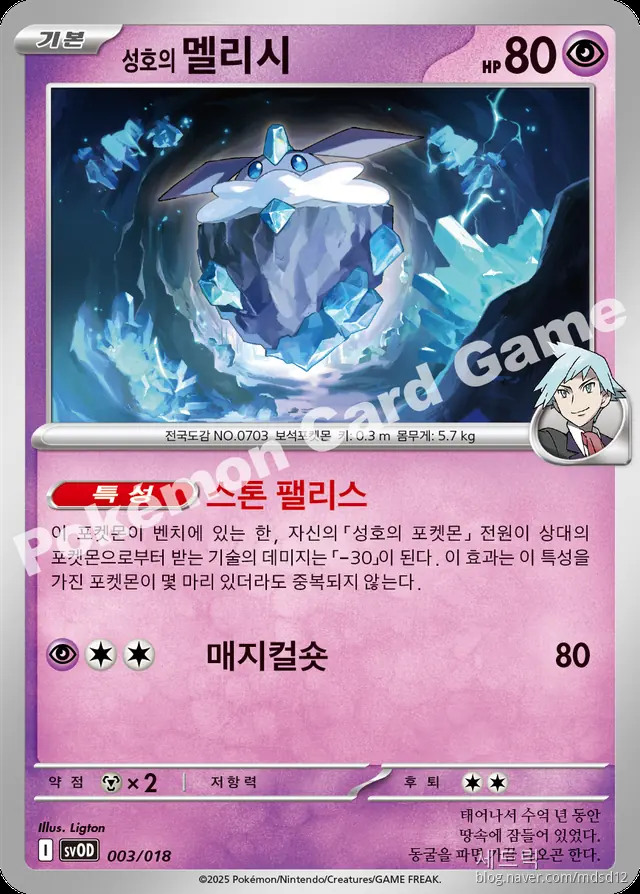 기본
성호의 멜리시
HP 80
전국도감 NO.0703 보석포켓몬 키: 0.3 m 몸무게: 5.7 kg
특성 스톤 팰리스
이 포켓몬이 벤치에 있는 한, 자신의 「성호의 포켓몬」 전원이 상대의
포켓몬으로부터 받는 기술의 데미지는 「-30」이 된다. 이 효과는 이 특성을
가진 포켓몬이 몇 마리 있더라도 중복되지 않는다.
매지컬숏 80
약점 ×2 저항력 후퇴
태어나서 수억 년 동안
땅속에 잠들어 있었다.
동굴을 파면 나온다.
Illus. Ligton
I svOD 003/018
©2025 Pokémon/Nintendo/Creatures/GAME FREAK.
Pokémon Card Game
세드릭
blog.naver.com/mdsd12